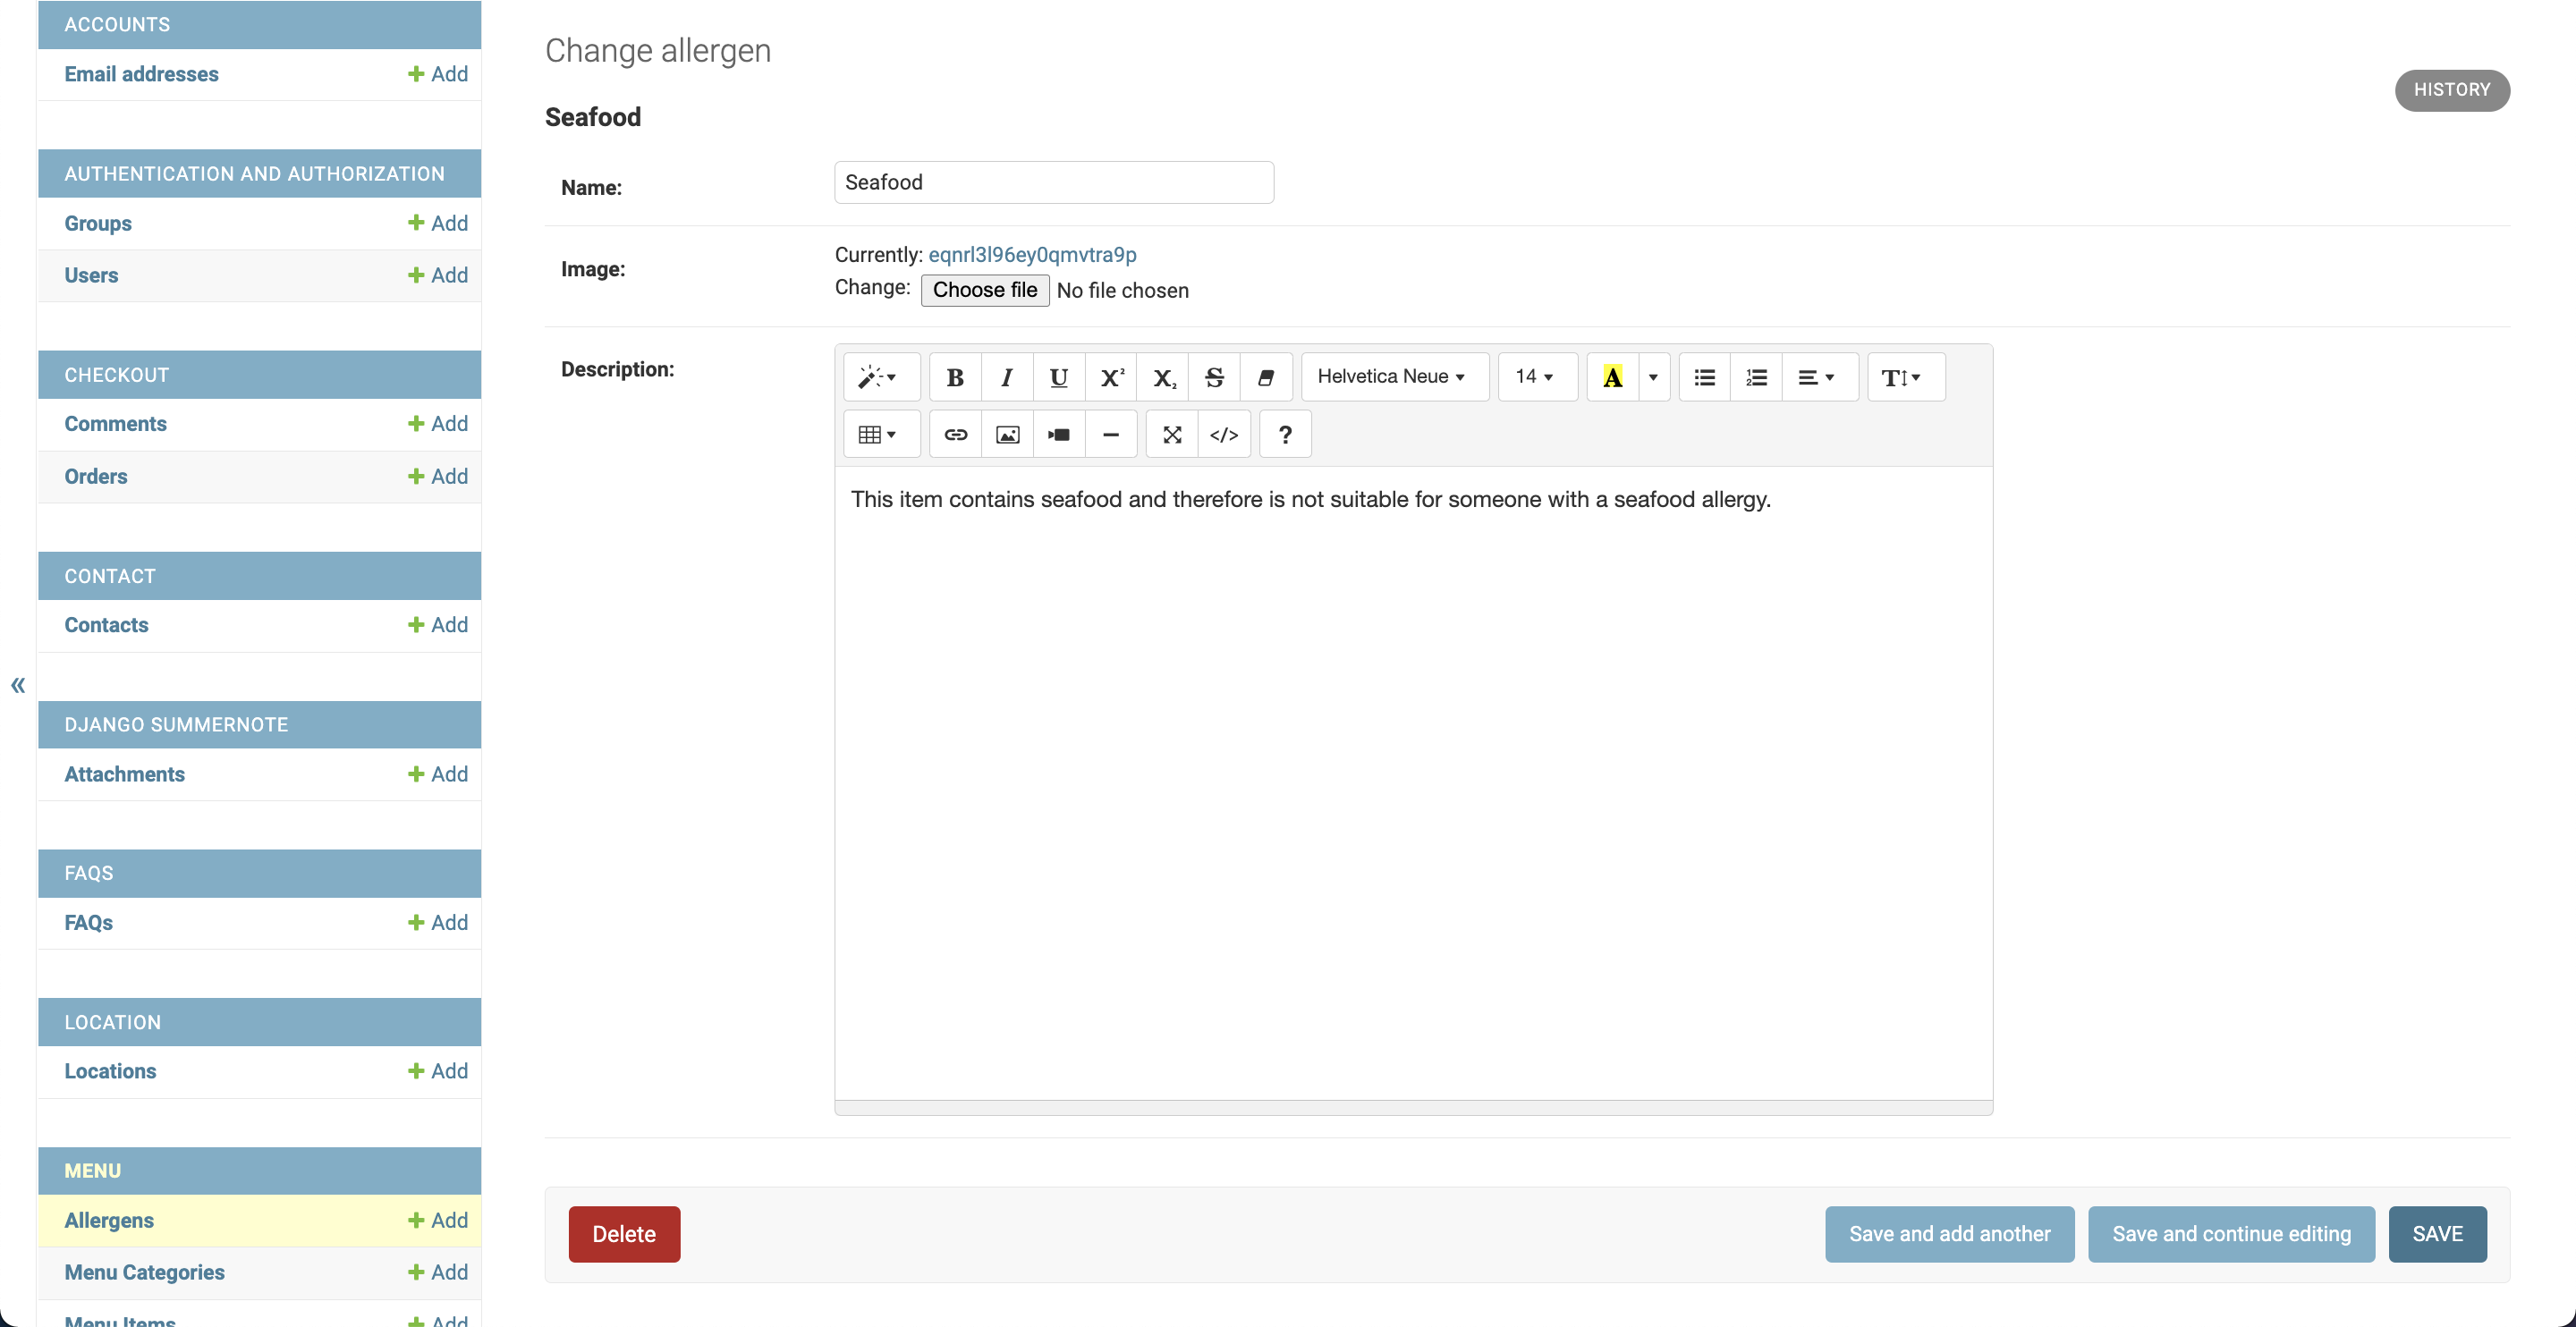 ACCOUNTS
Email addresses Add
AUTHENTICATION AND AUTHORIZATION
Groups Add
Users Add
CHECKOUT
Comments Add
Orders Add
CONTACT
Contacts Add
«
DJANGO SUMMERNOTE
Attachments Add
FAQS
FAQs Add
LOCATION
Locations Add
MENU
Allergens Add
Menu Categories Add
Menu Items Add
Change allergen
HISTORY
Seafood
Name: Seafood
Image: Currently: eqnrl3l96ey0qmvtra9p
Change: Choose file No file chosen
Description:
B I U X² X₂ S Helvetica Neue 14 A T
</> ?
This item contains seafood and therefore is not suitable for someone with a seafood allergy.
Delete Save and add another Save and continue editing SAVE